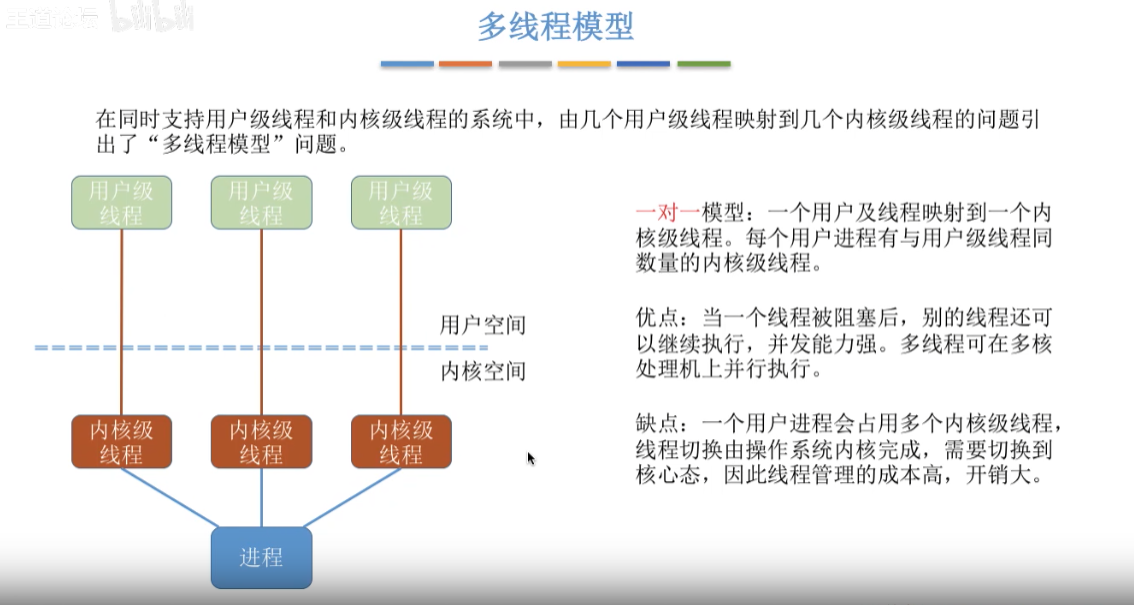 王道论坛 bilibili
多线程模型
在同时支持用户级线程和内核级线程的系统中，由几个用户级线程映射到几个内核级线程的问题引
出了“多线程模型”问题。
用户级
线程
用户级
线程
用户级
线程
一对一模型：一个用户及线程映射到一个内
核级线程。每个用户进程有与用户级线程同
数量的内核级线程。
优点：当一个线程被阻塞后，别的线程还可
以继续执行，并发能力强。多线程可在多核
处理机上并行执行。
用户空间
内核空间
内核级
线程
内核级
线程
内核级
线程
缺点：一个用户进程会占用多个内核级线程，
线程切换由操作系统内核完成，需要切换到
核心态，因此线程管理的成本高，开销大。
进程